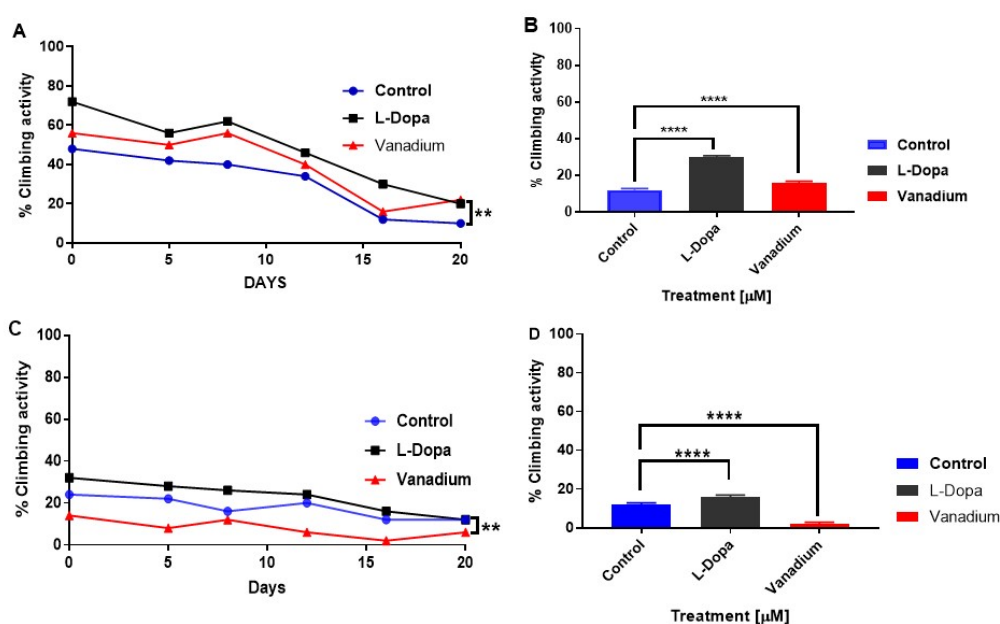 A
% Climbing activity
100
80
60
40
20
0
0
5
10
15
20
DAYS
Control
L-Dopa
Vanadium
**
B
% Climbing activity
100
80
60
40
20
0
****
****
Control
L-Dopa
Vanadium
Treatment [µM]
Control
L-Dopa
Vanadium
C
% Climbing activity
100
80
60
40
20
0
0
5
10
15
20
Days
Control
L-Dopa
Vanadium
**
D
% Climbing activity
100
80
60
40
20
0
****
****
Control
L-Dopa
Vanadium
Treatment [µM]
Control
L-Dopa
Vanadium